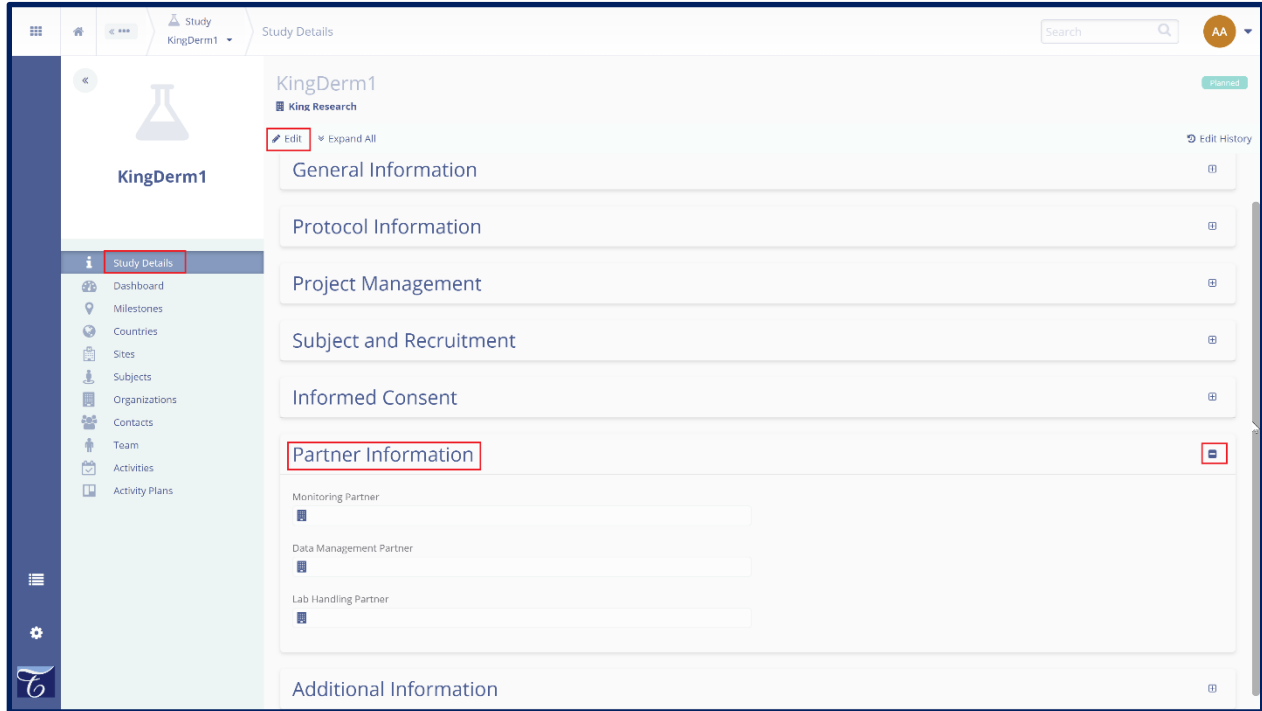 Study
KingDerm1
Study Details
Search
AA
KingDerm1
King Research
Planned
Edit
Expand All
Edit History
KingDerm1
Study Details
Dashboard
Milestones
Countries
Sites
Subjects
Organizations
Contacts
Team
Activities
Activity Plans
General Information
Protocol Information
Project Management
Subject and Recruitment
Informed Consent
Partner Information
Monitoring Partner
Data Management Partner
Lab Handling Partner
Additional Information